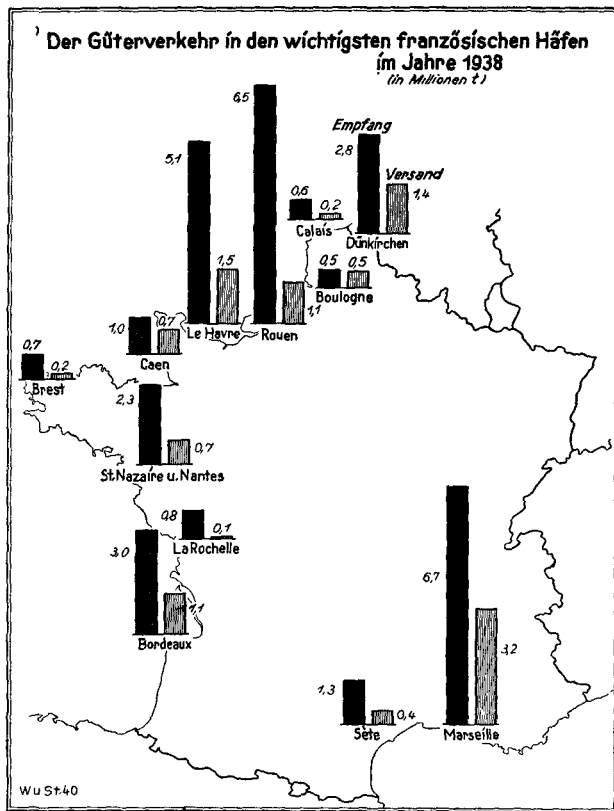 Der Güterverkehr in den wichtigsten französischen Häfen
im Jahre 1938
(in Millionen t)
6,5
5,1
Empfang
2,8
Versand
1,4
0,6
0,2
Calais
Dünkirchen
1,5
0,5
0,5
Boulogne
1,1
1,0
0,7
Le Havre
Rouen
Caen
0,7
0,2
Brest
2,3
0,7
St.Nazaire u. Nantes
0,8
0,1
La Rochelle
3,0
1,1
Bordeaux
6,7
3,2
1,3
0,4
Sète
Marseille
W u St.40